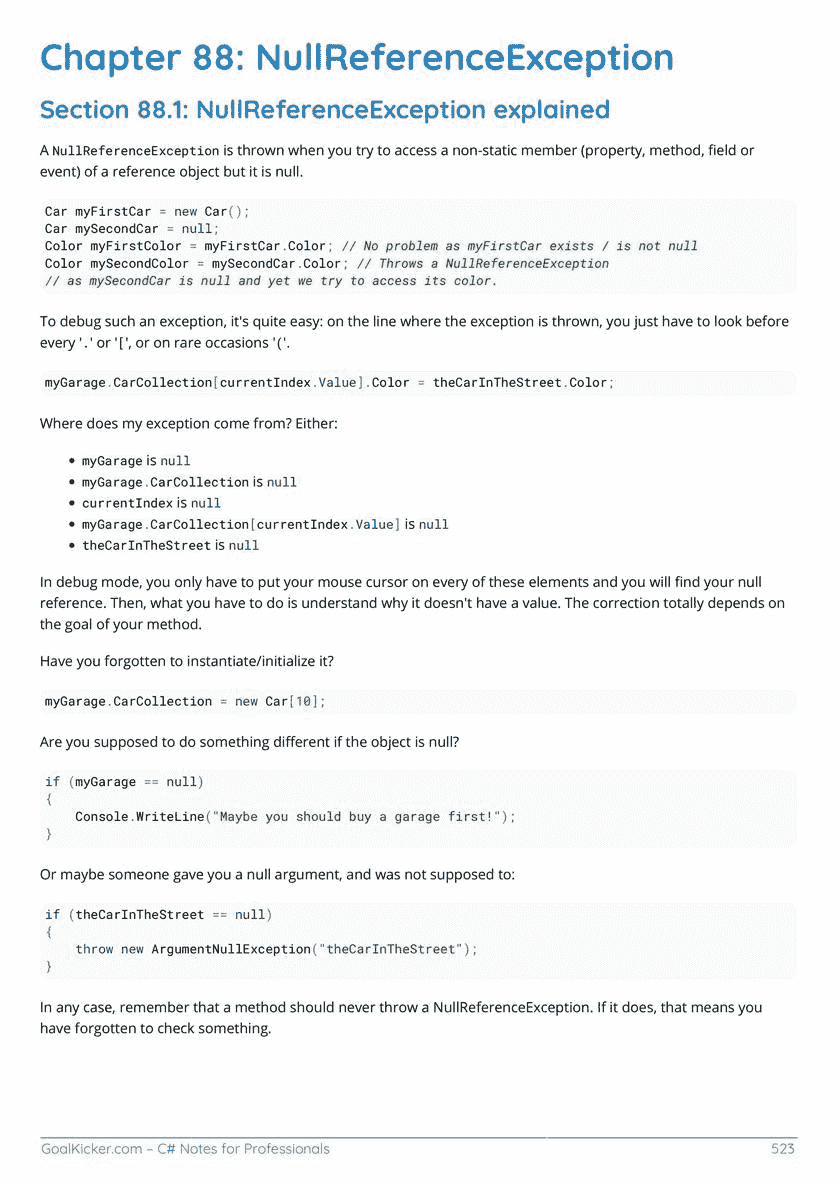 Chapter 88: NullReferenceException
Section 88.1: NullReferenceException explained
A NullReferenceException is thrown when you try to access a non-static member (property, method, field or
event) of a reference object but it is null.
Car myFirstCar = new Car();
Car mySecondCar = null;
Color myFirstColor = myFirstCar.Color; // No problem as myFirstCar exists / is not null
Color mySecondColor = mySecondCar.Color; // Throws a NullReferenceException
// as mySecondCar is null and yet we try to access its color.
To debug such an exception, it's quite easy: on the line where the exception is thrown, you just have to look before
every '.' or '[', or on rare occasions '('.
myGarage.CarCollection[currentIndex.Value].Color = theCarInTheStreet.Color;
Where does my exception come from? Either:
• myGarage is null
• myGarage.CarCollection is null
• currentIndex is null
• myGarage.CarCollection[currentIndex.Value] is null
• theCarInTheStreet is null
In debug mode, you only have to put your mouse cursor on every of these elements and you will find your null
reference. Then, what you have to do is understand why it doesn't have a value. The correction totally depends on
the goal of your method.
Have you forgotten to instantiate/initialize it?
myGarage.CarCollection = new Car[10];
Are you supposed to do something different if the object is null?
if (myGarage == null)
{
    Console.WriteLine("Maybe you should buy a garage first!");
}
Or maybe someone gave you a null argument, and was not supposed to:
if (theCarInTheStreet == null)
{
    throw new ArgumentNullException("theCarInTheStreet");
}
In any case, remember that a method should never throw a NullReferenceException. If it does, that means you
have forgotten to check something.
GoalKicker.com – C# Notes for Professionals 523